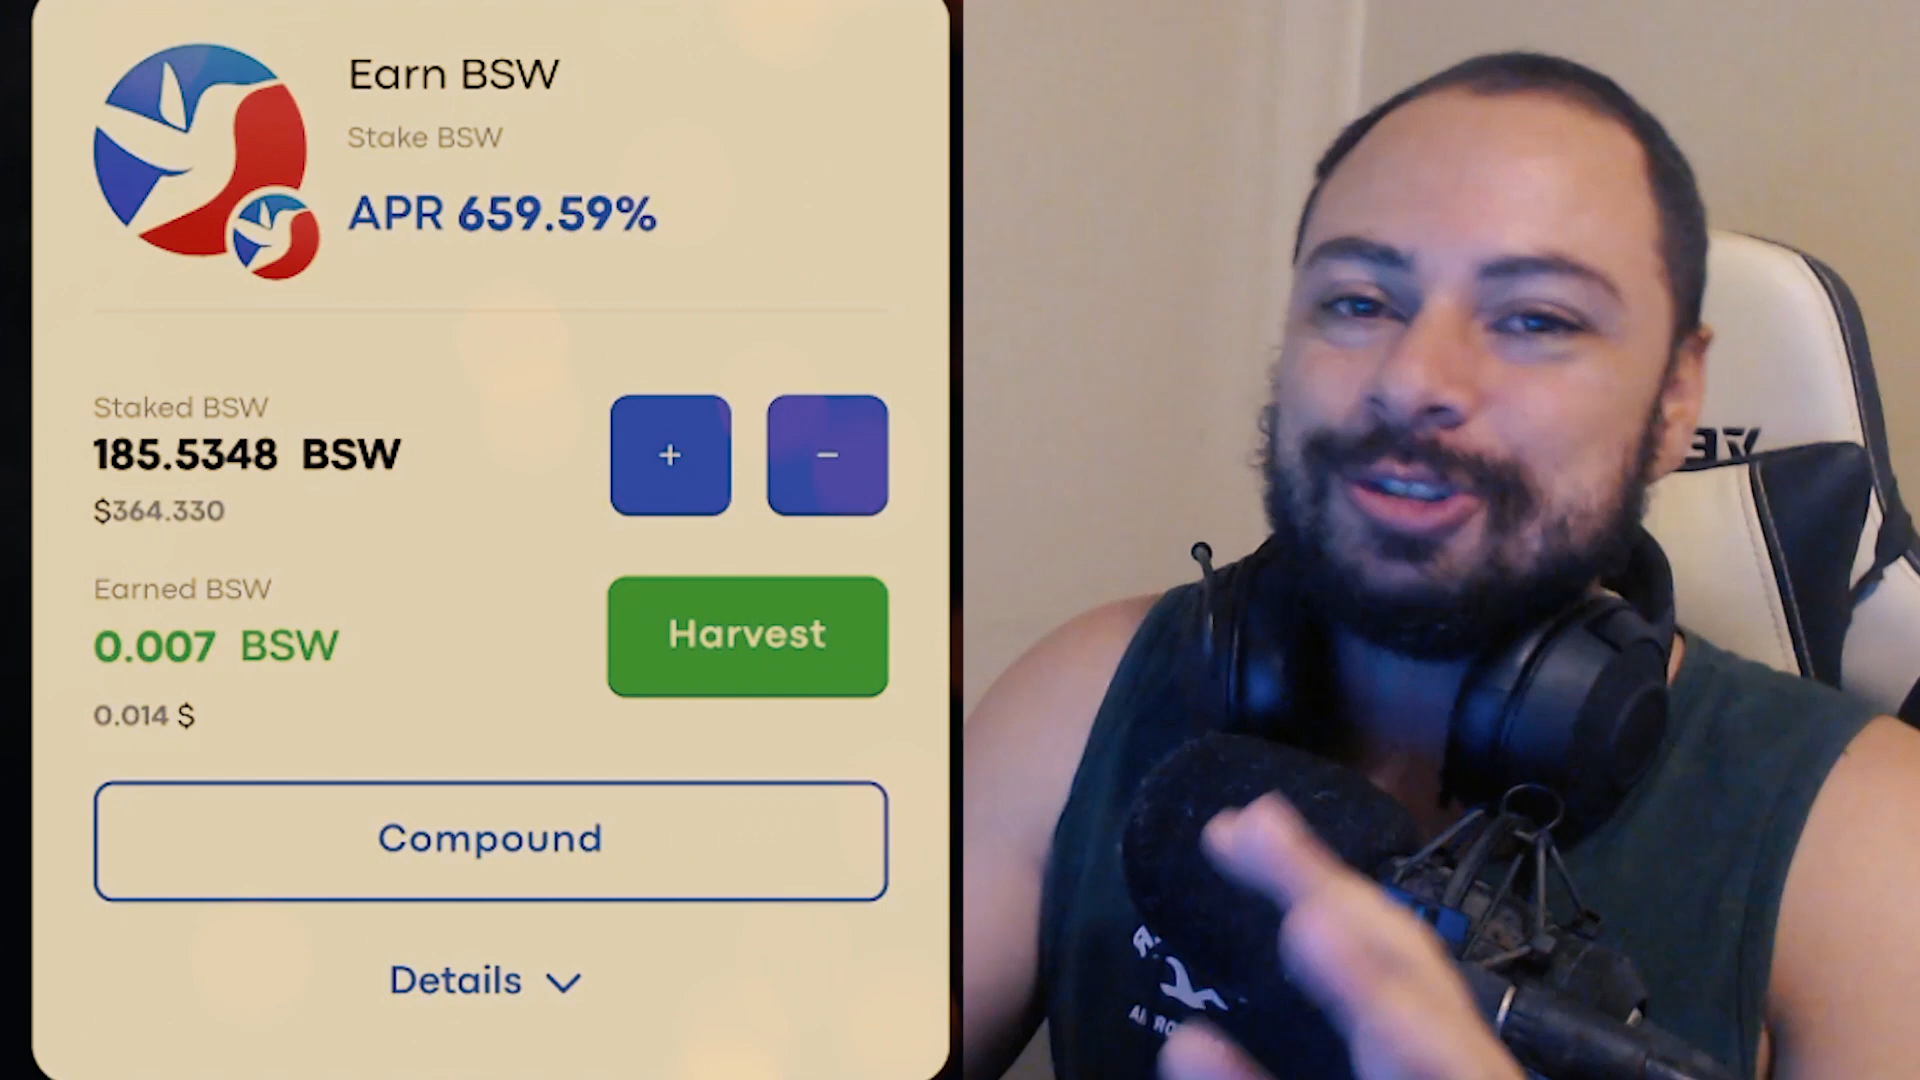 Earn BSW
Stake BSW
APR 659.59%
Staked BSW
185.5348 BSW
+
−
$364.330
Earned BSW
0.007 BSW
Harvest
0.014 $
Compound
Details